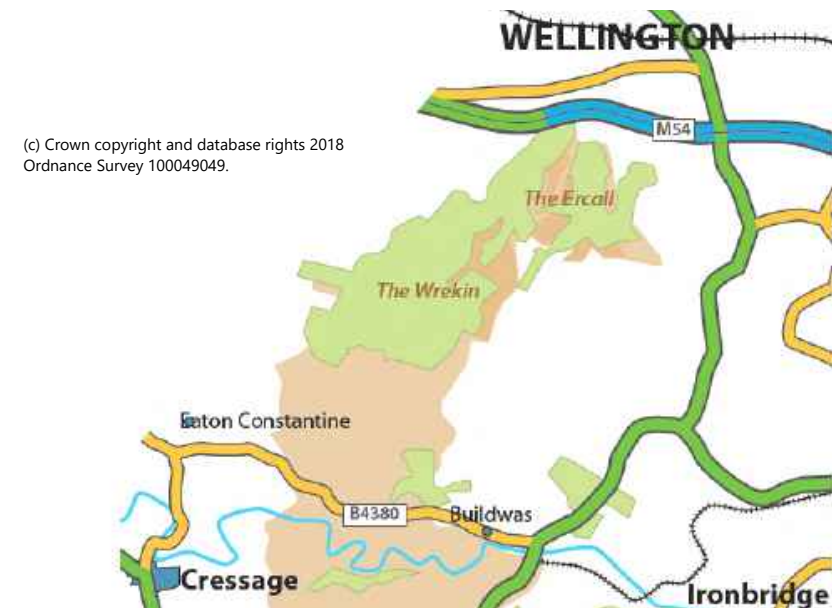 WELLINGTON
M54
(c) Crown copyright and database rights 2018
Ordnance Survey 100049049.
The Ercall
The Wrekin
Eaton Constantine
B4380
Buildwas
Cressage
Ironbridge